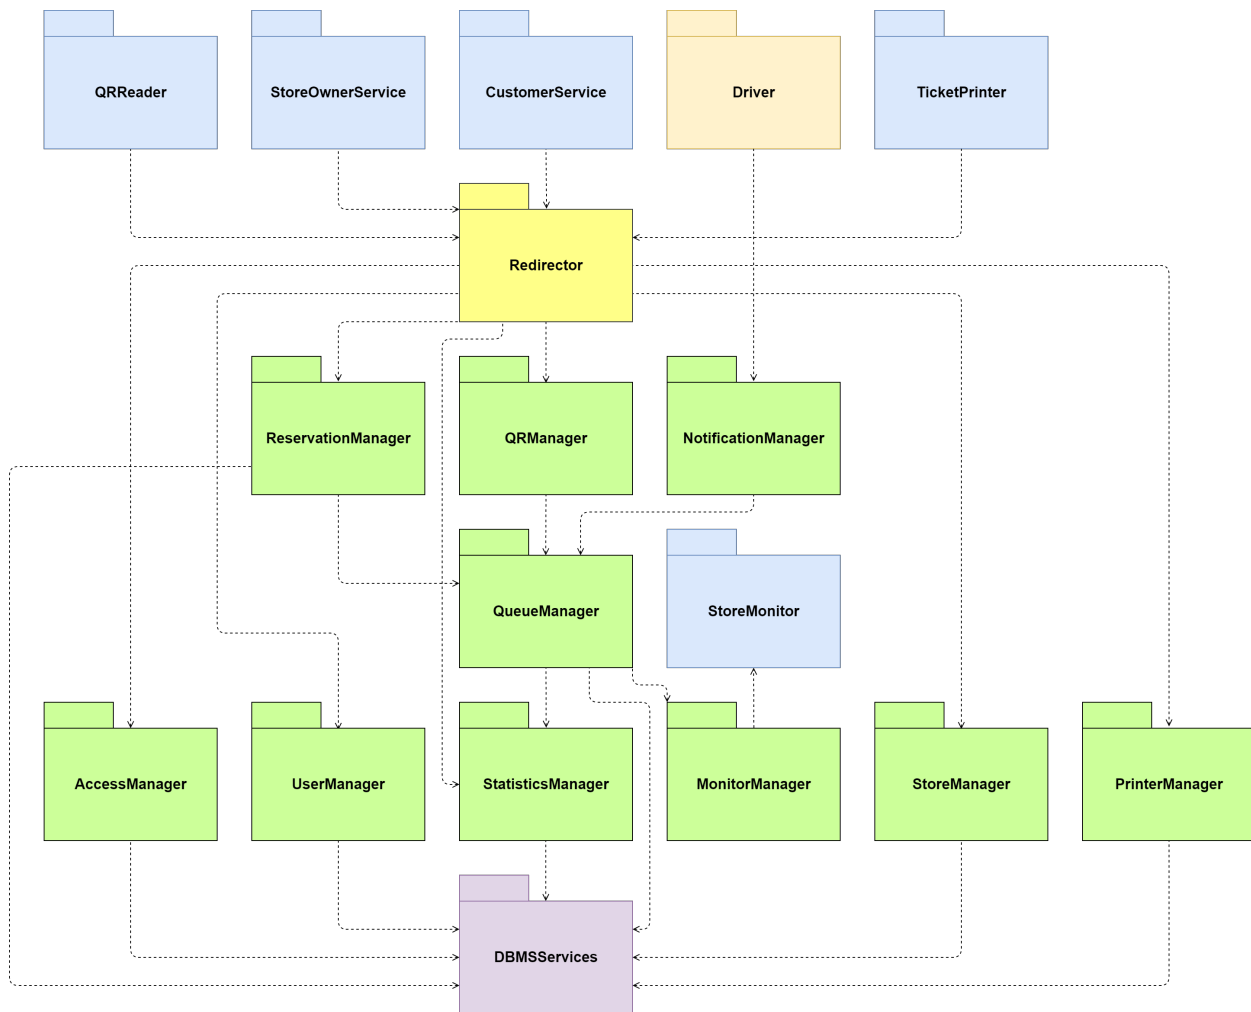 QRReader
StoreOwnerService
CustomerService
Driver
TicketPrinter
Redirector
ReservationManager
QRManager
NotificationManager
QueueManager
StoreMonitor
AccessManager
UserManager
StatisticsManager
MonitorManager
StoreManager
PrinterManager
DBMSServices